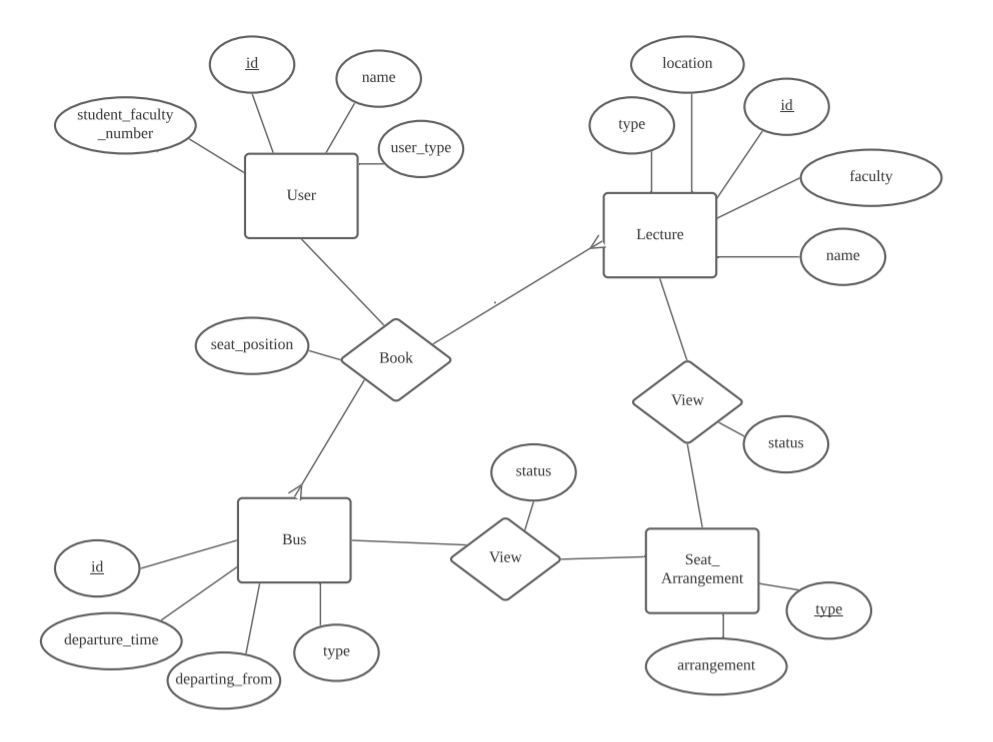 id
location
name
student_faculty
_number
type
id
user_type
faculty
User
Lecture
name
seat_position
Book
View
status
status
Bus
View
Seat_
Arrangement
id
type
departure_time
type
arrangement
departing_from